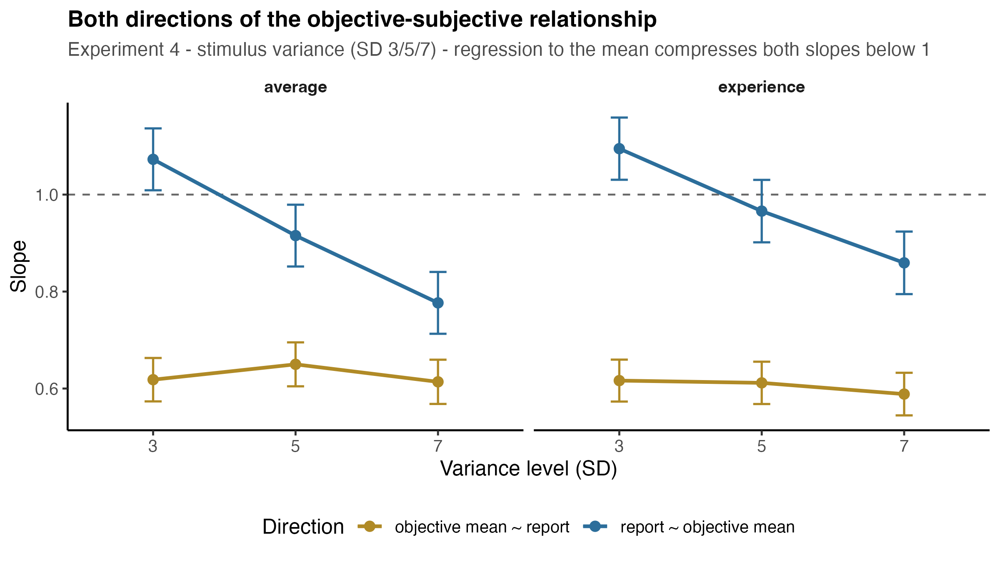 Both directions of the objective-subjective relationship
Experiment 4 - stimulus variance (SD 3/5/7) - regression to the mean compresses both slopes below 1
average
experience
Slope
1.0
0.8
0.6
3
5
7
3
5
7
Variance level (SD)
Direction
objective mean ~ report
report ~ objective mean